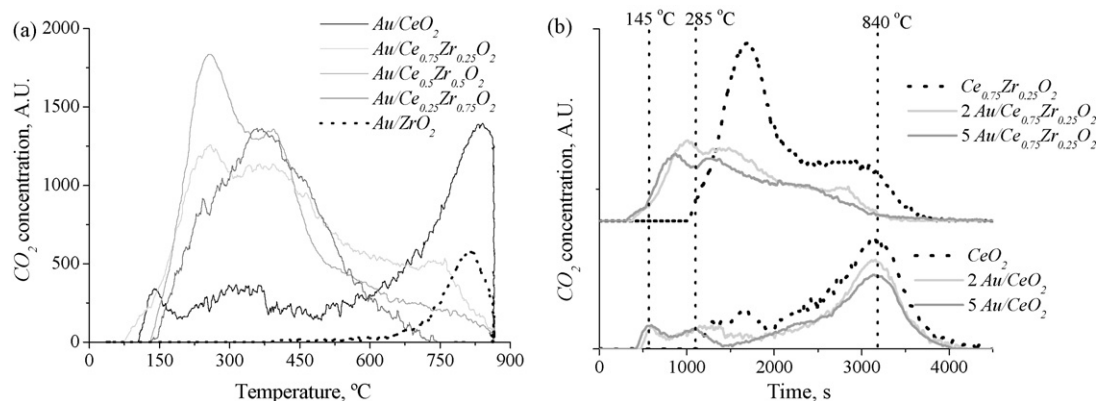 (a)
CO2 concentration, A.U.
2000
1500
1000
500
0
0 150 300 450 600 750 900
Temperature, ºC
Au/CeO2
Au/Ce0.75Zr0.25O2
Au/Ce0.5Zr0.5O2
Au/Ce0.25Zr0.75O2
Au/ZrO2
(b)
145 °C 285 °C 840 °C
CO2 concentration, A.U.
Ce0.75Zr0.25O2
2 Au/Ce0.75Zr0.25O2
5 Au/Ce0.75Zr0.25O2
CeO2
2 Au/CeO2
5 Au/CeO2
0 1000 2000 3000 4000
Time, s